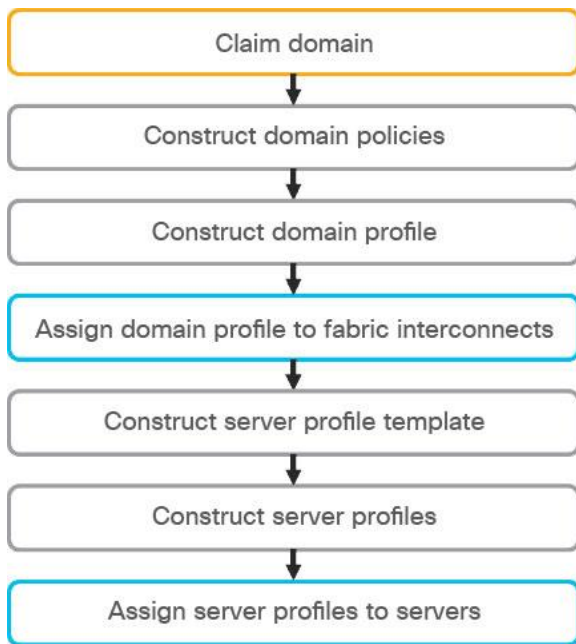 Claim domain
Construct domain policies
Construct domain profile
Assign domain profile to fabric interconnects
Construct server profile template
Construct server profiles
Assign server profiles to servers